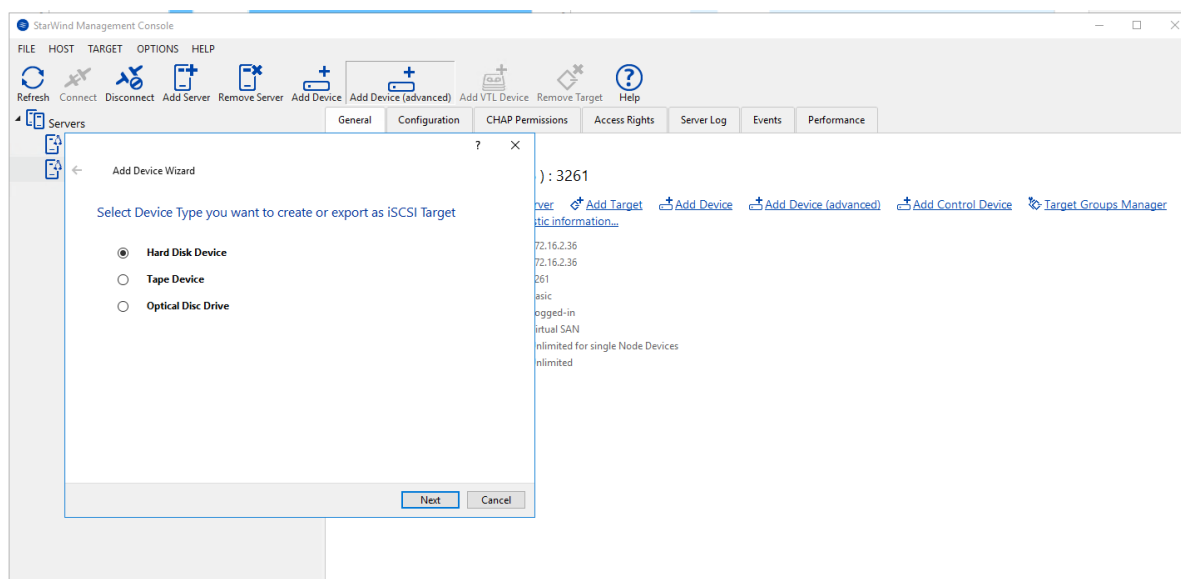 StarWind Management Console
FILE HOST TARGET OPTIONS HELP
Refresh Connect Disconnect Add Server Remove Server Add Device Add Device (advanced) Add VTL Device Remove Target Help
Servers
General Configuration CHAP Permissions Access Rights Server Log Events Performance
? 
Add Device Wizard
Select Device Type you want to create or export as iSCSI Target
Hard Disk Device
Tape Device
Optical Disc Drive
Next Cancel
) : 3261
rver Add Target Add Device Add Device (advanced) Add Control Device Target Groups Manager
stic information...
72.16.2.36
72.16.2.36
261
asic
ogged-in
irtual SAN
nlimited for single Node Devices
nlimited